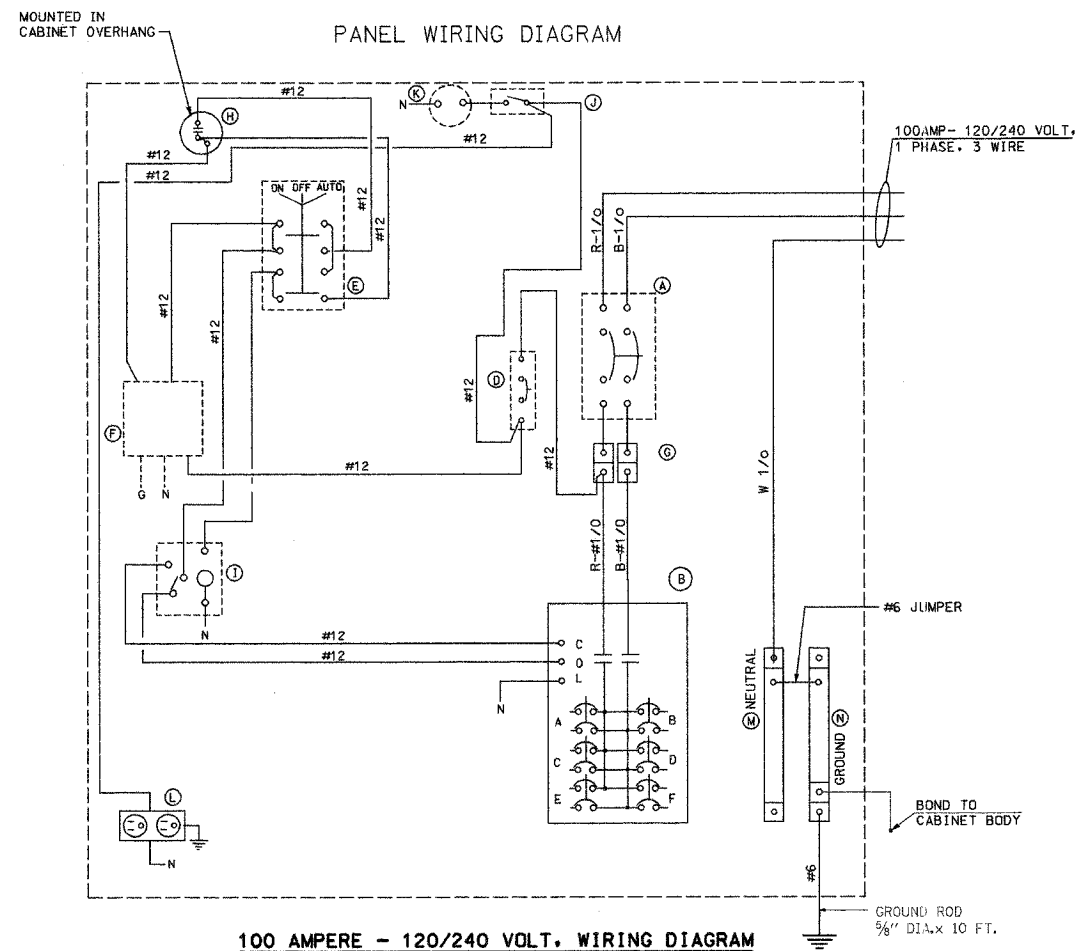 MOUNTED IN
CABINET OVERHANG
PANEL WIRING DIAGRAM
#12
K
N
J
H
#12
100AMP- 120/240 VOLT.
1 PHASE. 3 WIRE
#12
#12
ON OFF AUTO
#12
#12
R-1/0
B-1/0
E
A
#12
#12
D
#12
F
G
#12
#12
W 1/0
G N
R-#1/0
B-#1/0
I
B
N
#6 JUMPER
#12
C
#12
O
L
N
NEUTRAL
M
A B
C D
E F
GROUND
N
L
BOND TO
CABINET BODY
N
#6
GROUND ROD
5/8" DIA.x 10 FT.
100 AMPERE - 120/240 VOLT. WIRING DIAGRAM